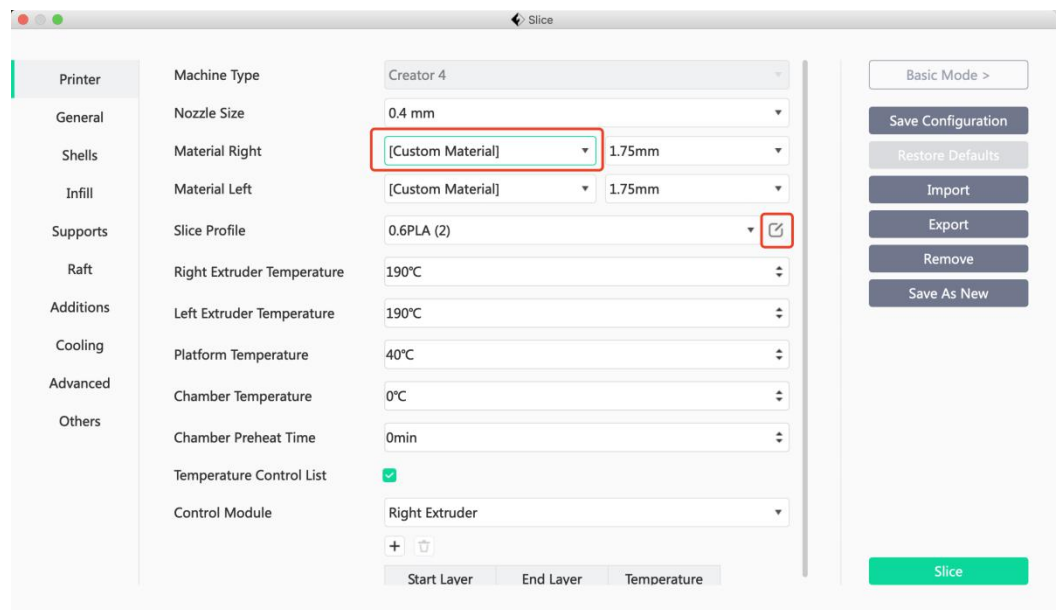 Slice
Printer
General
Shells
Infill
Supports
Raft
Additions
Cooling
Advanced
Others
Machine Type Creator 4
Nozzle Size 0.4 mm
Material Right [Custom Material] 1.75mm
Material Left [Custom Material] 1.75mm
Slice Profile 0.6PLA (2)
Right Extruder Temperature 190℃
Left Extruder Temperature 190℃
Platform Temperature 40℃
Chamber Temperature 0℃
Chamber Preheat Time 0min
Temperature Control List
Control Module Right Extruder
Start Layer End Layer Temperature
Basic Mode >
Save Configuration
Restore Defaults
Import
Export
Remove
Save As New
Slice